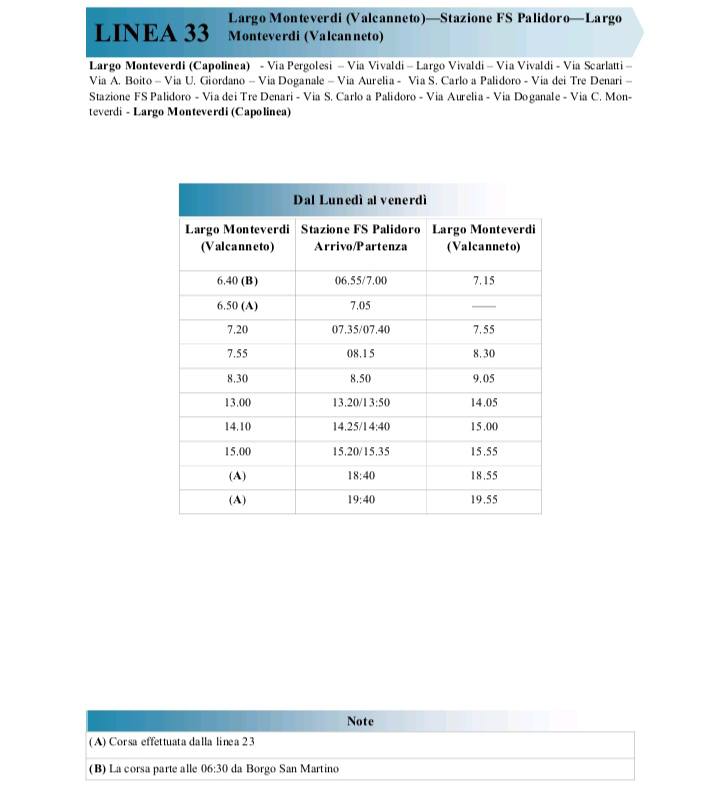 LINEA 33
Largo Monteverdi (Valcanneto)—Stazione FS Palidoro—Largo
Monteverdi (Valcanneto)
Largo Monteverdi (Capolinea) - Via Pergolesi – Via Vivaldi – Largo Vivaldi – Via Vivaldi - Via Scarlatti –
Via A. Boito – Via U. Giordano – Via Doganale – Via Aurelia - Via S. Carlo a Palidoro - Via dei Tre Denari –
Stazione FS Palidoro - Via dei Tre Denari - Via S. Carlo a Palidoro - Via Aurelia - Via Doganale - Via C. Mon-
teverdi - Largo Monteverdi (Capolinea)
Dal Lunedì al venerdì
Largo Monteverdi Stazione FS Palidoro Largo Monteverdi
(Valcanneto) Arrivo/Partenza (Valcanneto)
6.40 (B) 06.55/7.00 7.15
6.50 (A) 7.05 ——
7.20 07.35/07.40 7.55
7.55 08.15 8.30
8.30 8.50 9.05
13.00 13.20/13:50 14.05
14.10 14.25/14:40 15.00
15.00 15.20/15.35 15.55
(A) 18:40 18.55
(A) 19:40 19.55
Note
(A) Corsa effettuata dalla linea 23
(B) La corsa parte alle 06:30 da Borgo San Martino